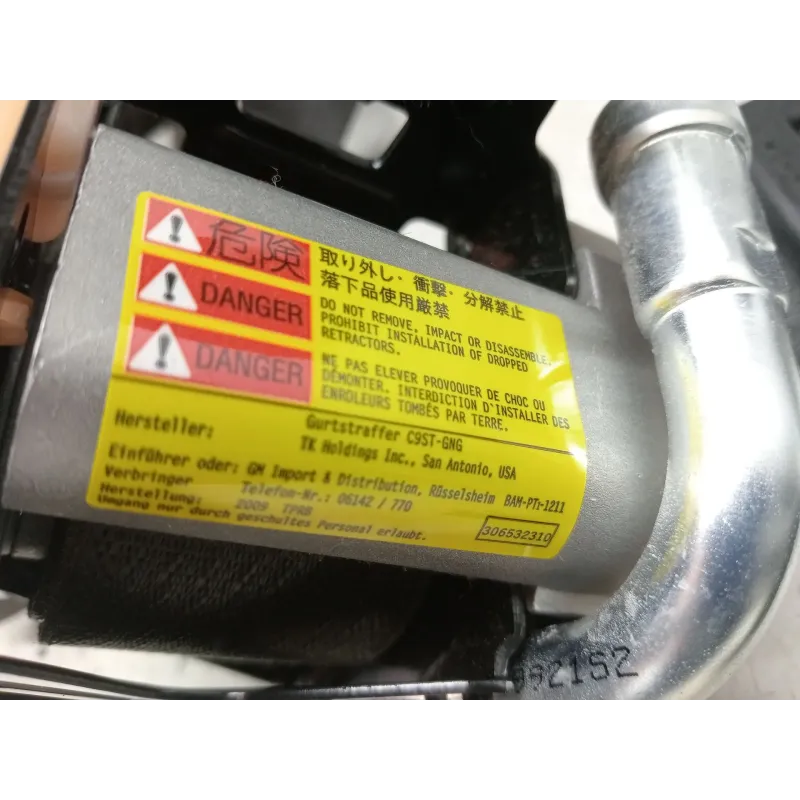 危険
取り外し・衝撃・分解禁止
落下品使用厳禁
DANGER
DO NOT REMOVE, IMPACT OR DISASSEMBLE.
PROHIBIT INSTALLATION OF DROPPED
RETRACTORS.
DANGER
NE PAS ELEVER PROVOQUER DE CHOC OU
DÉMONTER. INTERDICTION D'INSTALLER DES
ENROLEURS TOMBÉS PAR TERRE.
Hersteller: Gurtstraffer C9ST-GNG
TK Holdings Inc., San Antonio, USA
Einführer oder: GM Import & Distribution, Rüsselsheim BAM-PT1-1211
Verbringer Telefom-Nr.: 06142 / 770
Herstellung: 2009 TPRB
Umgang nur durch geschultes Personal erlaubt.
306532310
92152